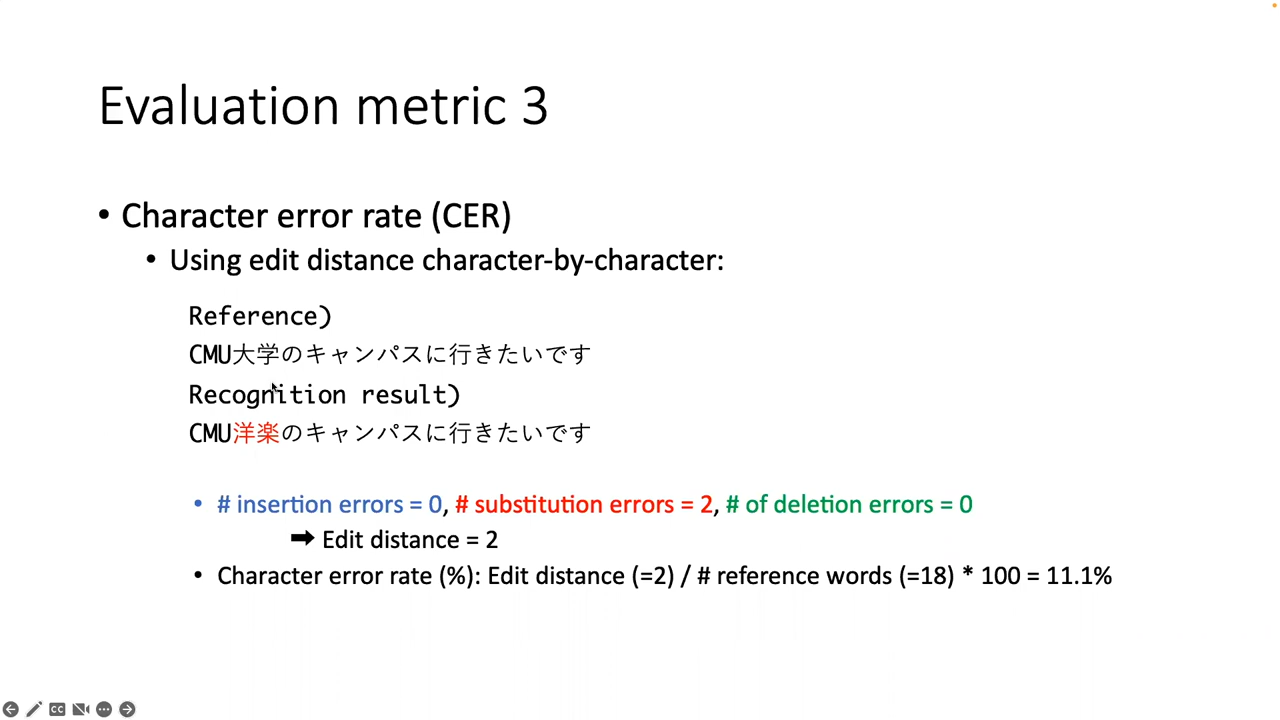 Evaluation metric 3
• Character error rate (CER)
• Using edit distance character-by-character:
Reference)
CMU大学のキャンパスに行きたいです
Recognition result)
CMU洋楽のキャンパスに行きたいです
• # insertion errors = 0, # substitution errors = 2, # of deletion errors = 0
➡ Edit distance = 2
• Character error rate (%): Edit distance (=2) / # reference words (=18) * 100 = 11.1%
CC